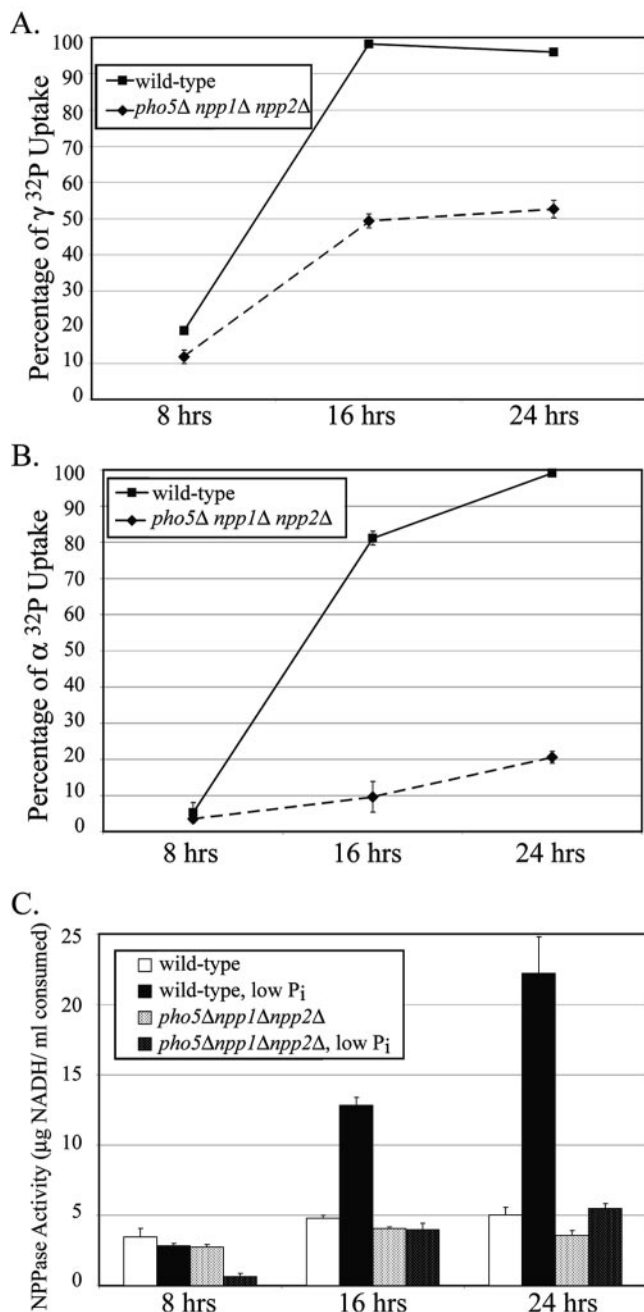 A.
Percentage of γ ³²P Uptake
100
90
80
70
60
50
40
30
20
10
0
wild-type
pho5Δ npp1Δ npp2Δ
8 hrs
16 hrs
24 hrs
B.
Percentage of α ³²P Uptake
100
90
80
70
60
50
40
30
20
10
0
wild-type
pho5Δ npp1Δ npp2Δ
8 hrs
16 hrs
24 hrs
C.
NPPase Activity (µg NADH/ ml consumed)
25
20
15
10
5
0
wild-type
wild-type, low Pi
pho5Δnpp1Δnpp2Δ
pho5Δnpp1Δnpp2Δ, low Pi
8 hrs
16 hrs
24 hrs